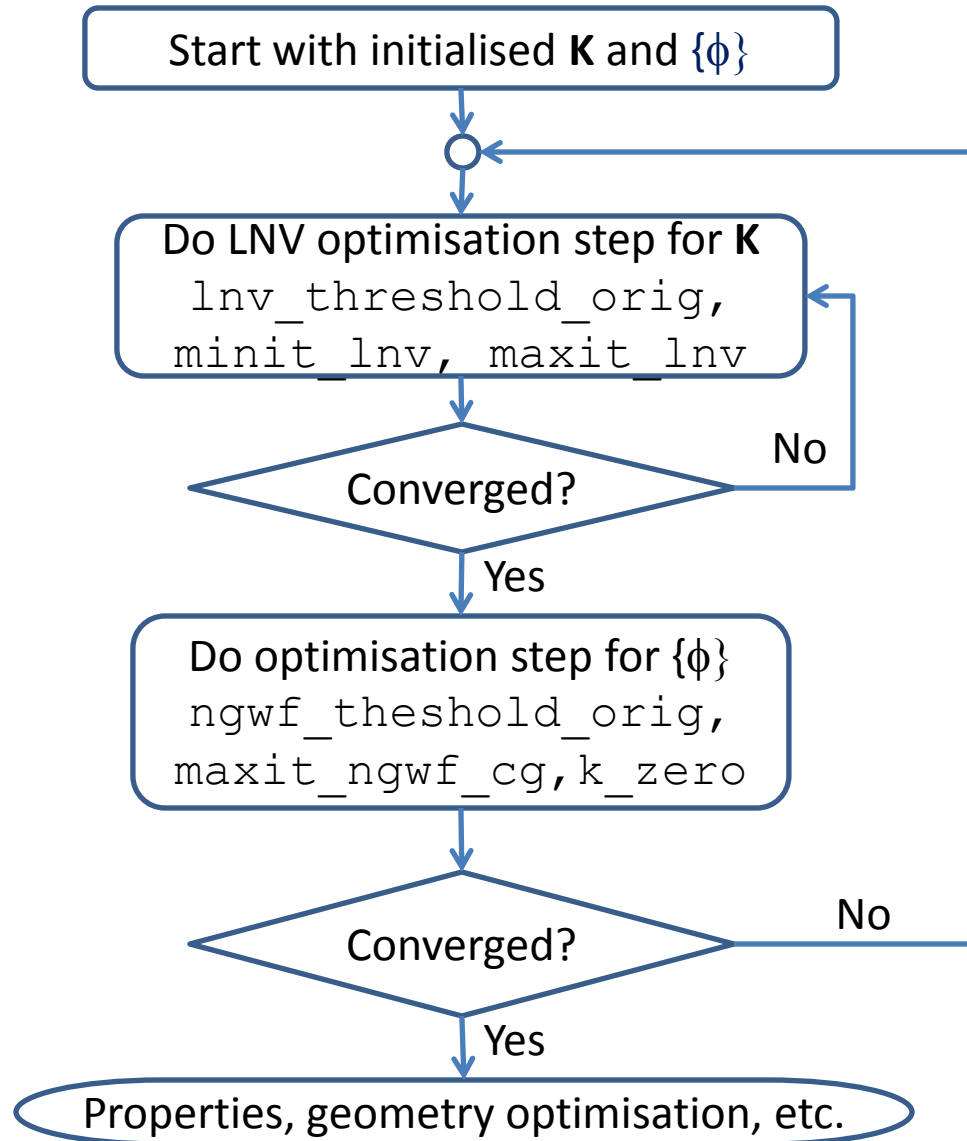 Start with initialised K and {ϕ}
Do LNV optimisation step for K
lnv_threshold_orig,
minit_lnv, maxit_lnv
No
Converged?
Yes
Do optimisation step for {ϕ}
ngwf_theshold_orig,
maxit_ngwf_cg,k_zero
No
Converged?
Yes
Properties, geometry optimisation, etc.